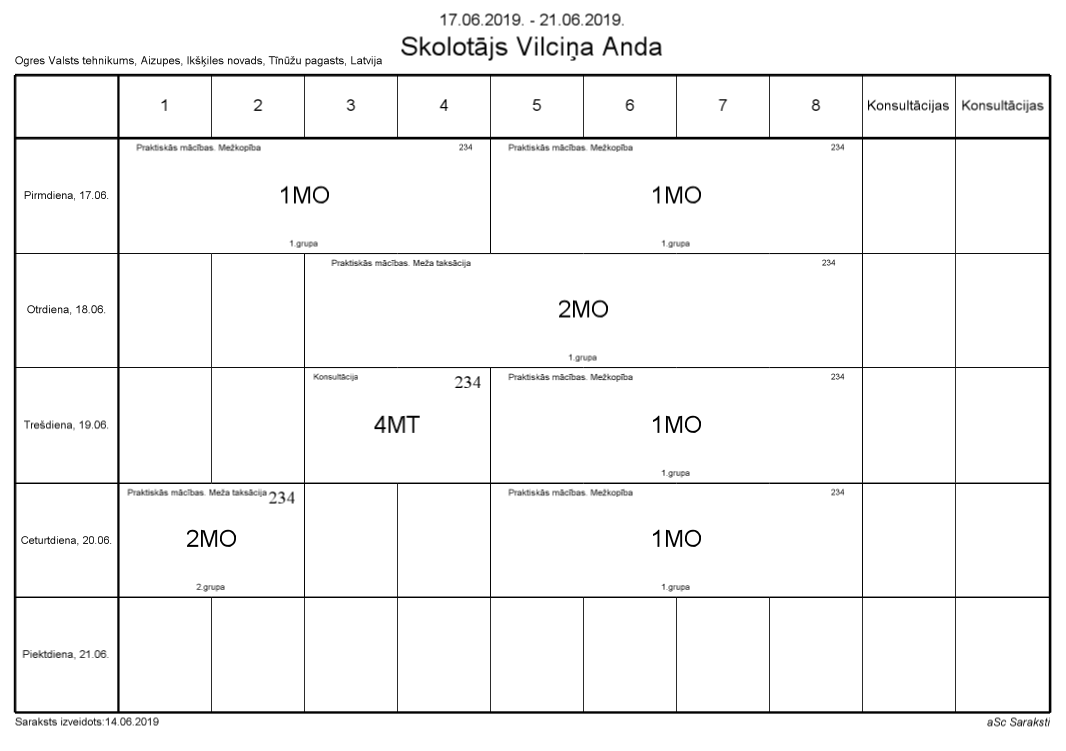 17.06.2019. - 21.06.2019.
Skolotājs Vilciņa Anda
Ogres Valsts tehnikums, Aizupes, Ikšķiles novads, Tīnūžu pagasts, Latvija
1 2 3 4 5 6 7 8 Konsultācijas Konsultācijas
Pirmdiena, 17.06.
Praktiskās mācības. Mežkopība 234
1MO
1.grupa
Praktiskās mācības. Mežkopība 234
1MO
1.grupa
Otrdiena, 18.06.
Praktiskās mācības. Meža taksācija 234
2MO
1.grupa
Trešdiena, 19.06.
Konsultācija 234
4MT
Praktiskās mācības. Mežkopība 234
1MO
1.grupa
Ceturtdiena, 20.06.
Praktiskās mācības. Meža taksācija 234
2MO
2.grupa
Praktiskās mācības. Mežkopība 234
1MO
1.grupa
Piektdiena, 21.06.
Saraksts izveidots:14.06.2019
aSc Saraksti